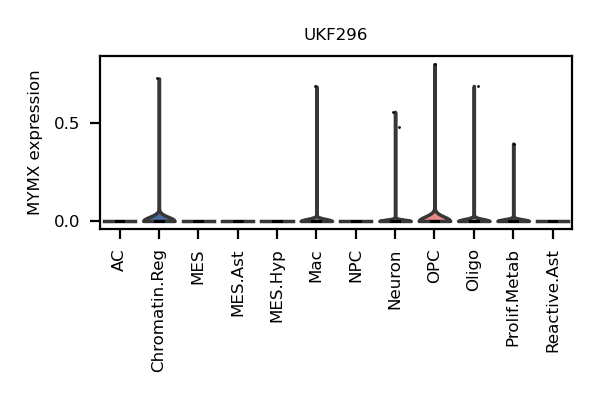 UKF296
MYMX expression
0.5
0.0
AC
Chromatin.Reg
MES
MES.Ast
MES.Hyp
Mac
NPC
Neuron
OPC
Oligo
Prolif.Metab
Reactive.Ast